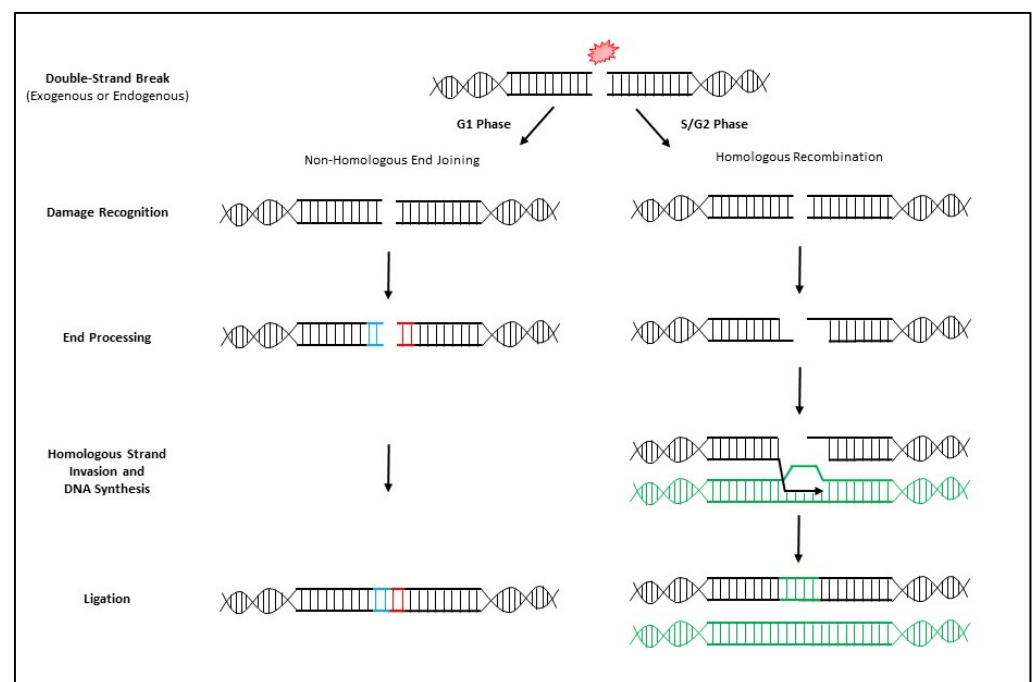 Double-Strand Break
(Exogenous or Endogenous)
G1 Phase
S/G2 Phase
Non-Homologous End Joining
Homologous Recombination
Damage Recognition
End Processing
Homologous Strand
Invasion and
DNA Synthesis
Ligation